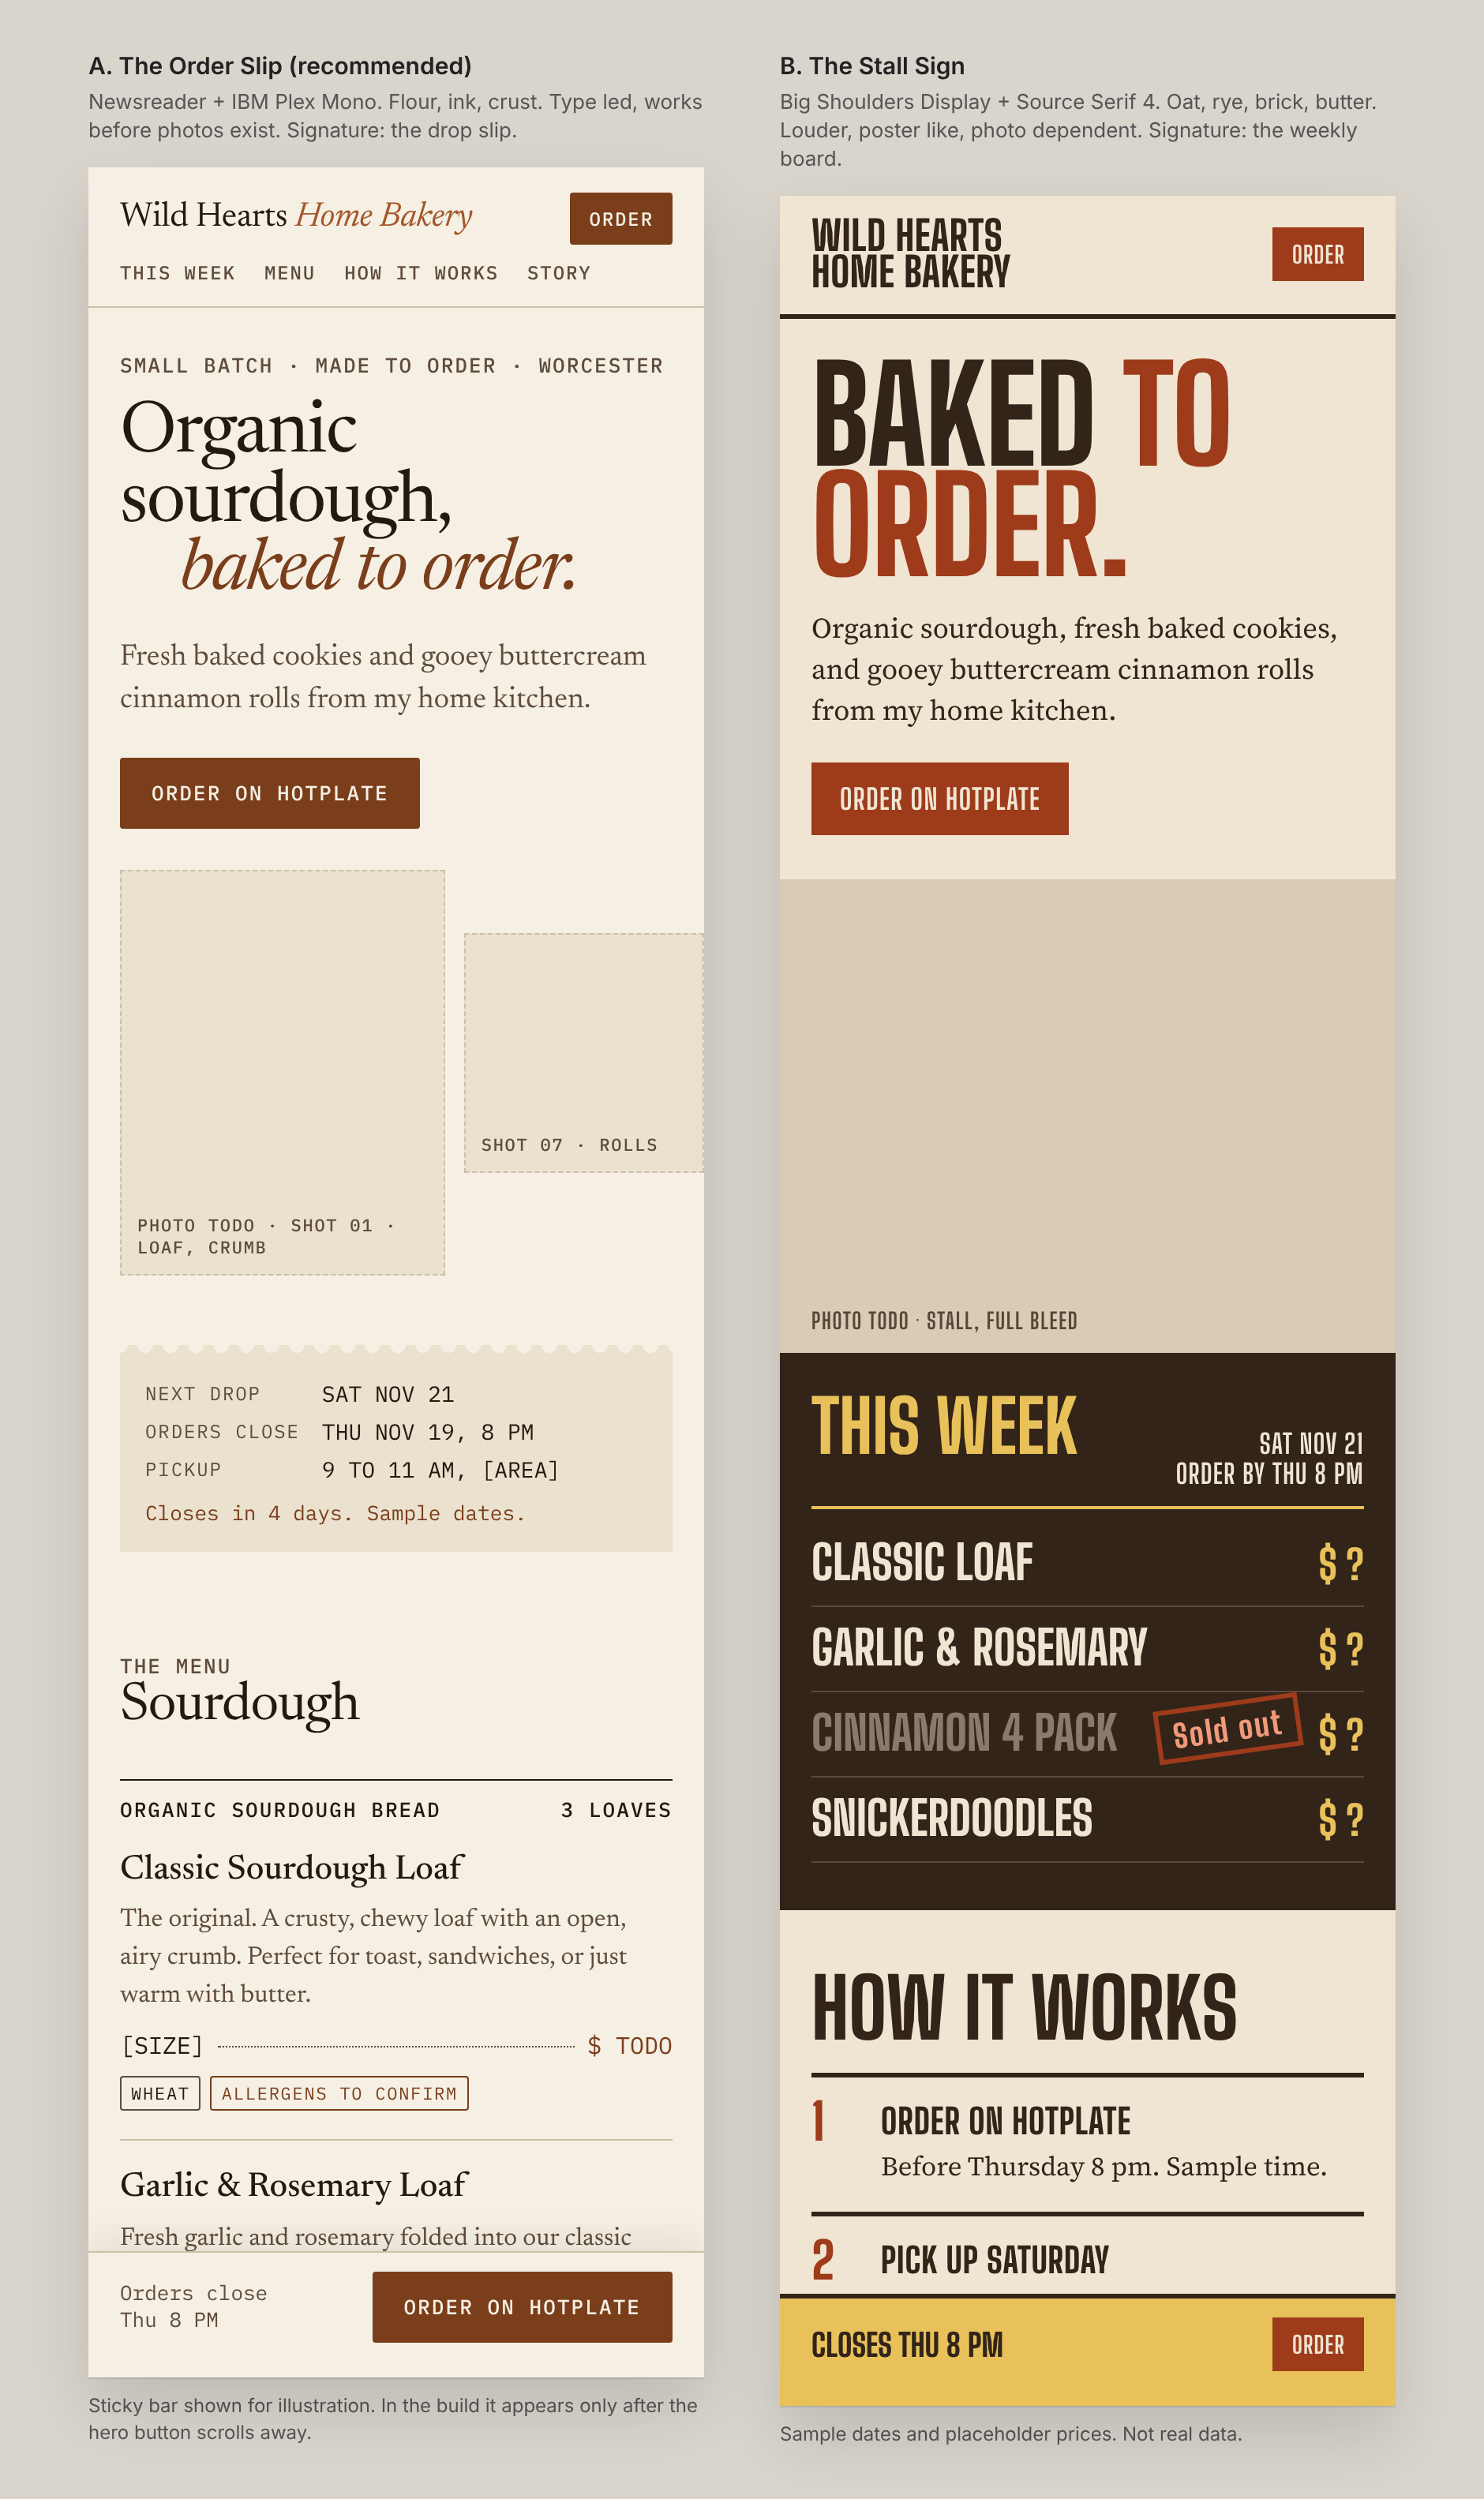 A. The Order Slip (recommended)
Newsreader + IBM Plex Mono. Flour, ink, crust. Type led, works
before photos exist. Signature: the drop slip.
Wild Hearts Home Bakery
ORDER
THIS WEEK MENU HOW IT WORKS STORY
SMALL BATCH · MADE TO ORDER · WORCESTER
Organic
sourdough,
baked to order.
Fresh baked cookies and gooey buttercream
cinnamon rolls from my home kitchen.
ORDER ON HOTPLATE
PHOTO TODO · SHOT 01 ·
LOAF, CRUMB
SHOT 07 · ROLLS
NEXT DROP SAT NOV 21
ORDERS CLOSE THU NOV 19, 8 PM
PICKUP 9 TO 11 AM, [AREA]
Closes in 4 days. Sample dates.
THE MENU
Sourdough
ORGANIC SOURDOUGH BREAD 3 LOAVES
Classic Sourdough Loaf
The original. A crusty, chewy loaf with an open,
airy crumb. Perfect for toast, sandwiches, or just
warm with butter.
[SIZE] $ TODO
WHEAT ALLERGENS TO CONFIRM
Garlic & Rosemary Loaf
Fresh garlic and rosemary folded into our classic
Orders close
Thu 8 PM
ORDER ON HOTPLATE
Sticky bar shown for illustration. In the build it appears only after the
hero button scrolls away.
B. The Stall Sign
Big Shoulders Display + Source Serif 4. Oat, rye, brick, butter.
Louder, poster like, photo dependent. Signature: the weekly
board.
WILD HEARTS
HOME BAKERY
ORDER
BAKED TO
ORDER.
Organic sourdough, fresh baked cookies,
and gooey buttercream cinnamon rolls
from my home kitchen.
ORDER ON HOTPLATE
PHOTO TODO · STALL, FULL BLEED
THIS WEEK
SAT NOV 21
ORDER BY THU 8 PM
CLASSIC LOAF $ ?
GARLIC & ROSEMARY $ ?
CINNAMON 4 PACK Sold out $ ?
SNICKERDOODLES $ ?
HOW IT WORKS
1 ORDER ON HOTPLATE
Before Thursday 8 pm. Sample time.
2 PICK UP SATURDAY
CLOSES THU 8 PM
ORDER
Sample dates and placeholder prices. Not real data.